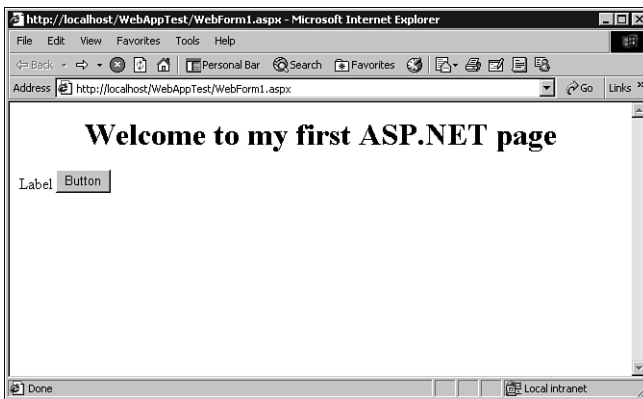 http://localhost/WebAppTest/WebForm1.aspx - Microsoft Internet Explorer
File Edit View Favorites Tools Help
Back Personal Bar Search Favorites
Address http://localhost/WebAppTest/WebForm1.aspx Go Links »
Welcome to my first ASP.NET page
Label Button
Done Local intranet